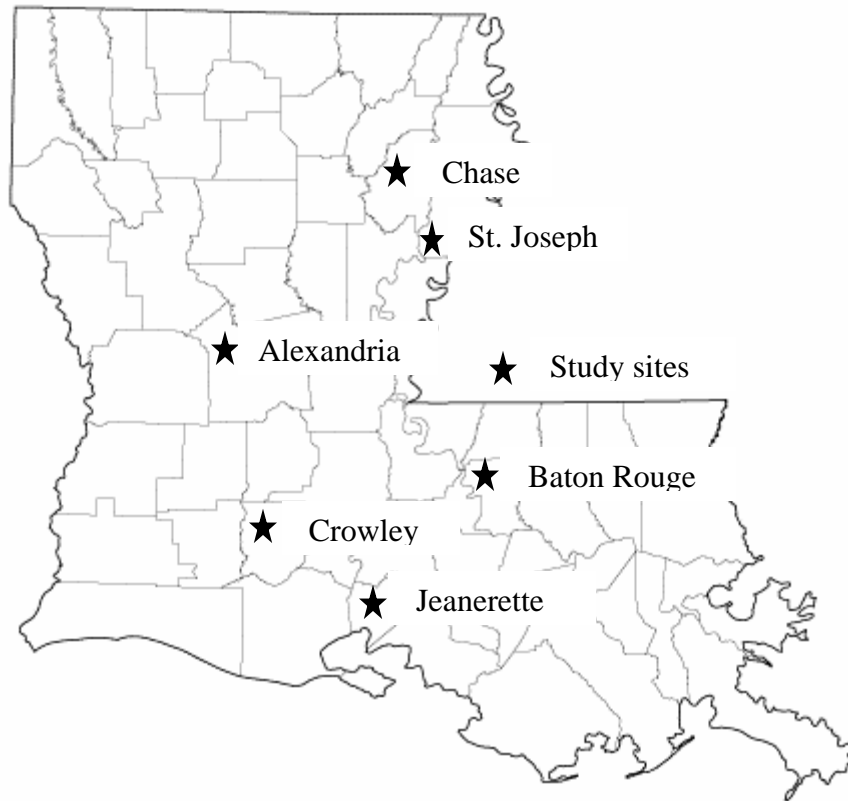 Chase
St. Joseph
Alexandria
Study sites
Baton Rouge
Crowley
Jeanerette